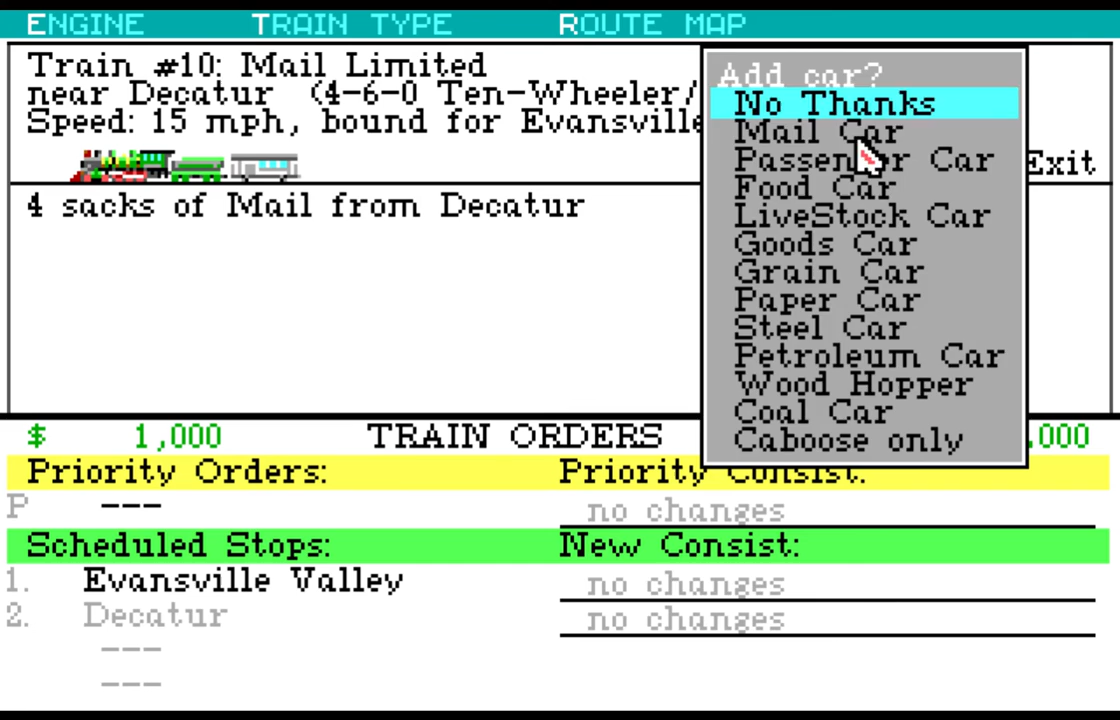 ENGINE TRAIN TYPE ROUTE MAP
Train #10: Mail Limited
near Decatur (4-6-0 Ten-Wheeler/
Speed: 15 mph, bound for Evansville
Exit
4 sacks of Mail from Decatur
Add car?
No Thanks
Mail Car
Passenger Car
Food Car
LiveStock Car
Goods Car
Grain Car
Paper Car
Steel Car
Petroleum Car
Wood Hopper
Coal Car
Caboose only
$ 1,000 TRAIN ORDERS ,000
Priority Orders: Priority Consist:
P --- no changes
Scheduled Stops: New Consist:
1. Evansville Valley no changes
2. Decatur no changes
---
---